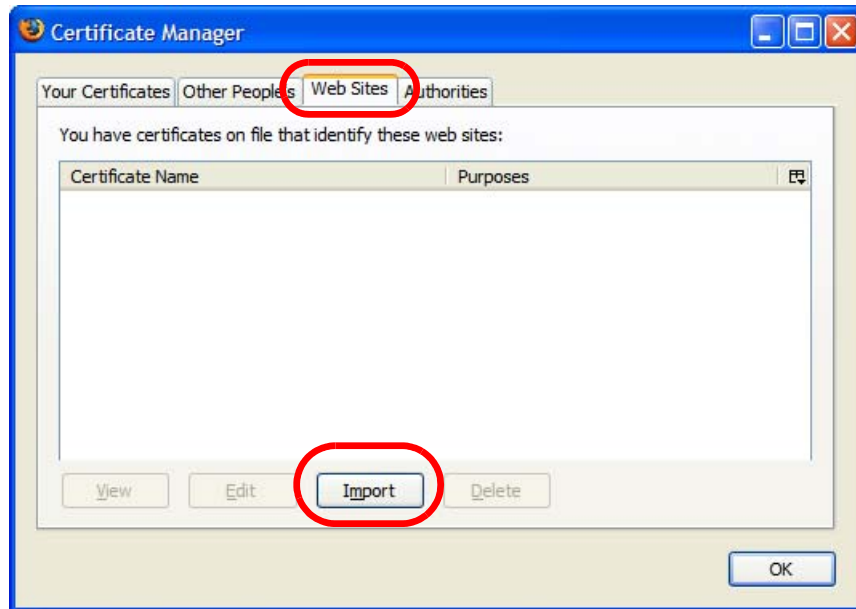 Certificate Manager
Your Certificates Other People's Web Sites Authorities
You have certificates on file that identify these web sites:
Certificate Name Purposes
View Edit Import Delete
OK